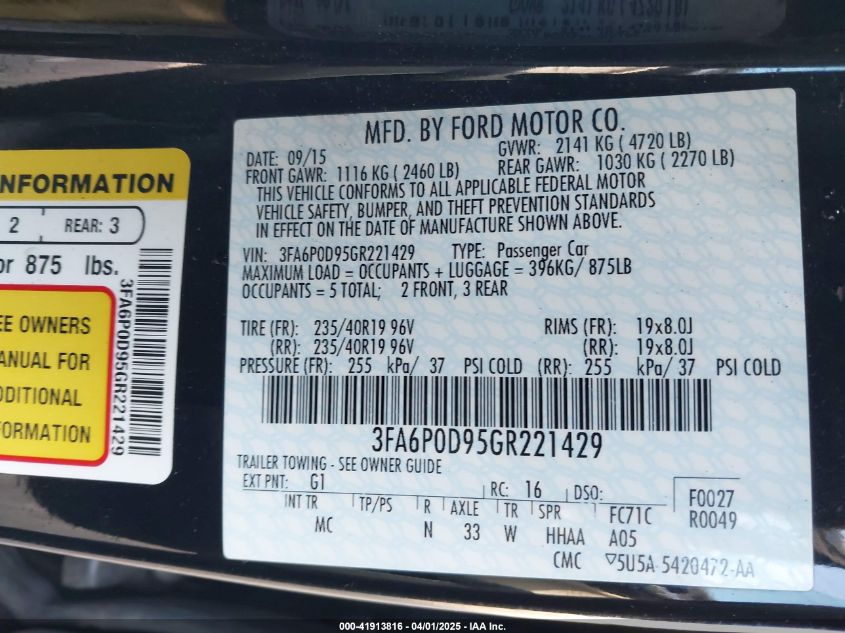 NFORMATION
2 REAR: 3
or 875 lbs.
EE OWNERS
ANUAL FOR
DDITIONAL
FORMATION
3FA6P0D95GR221429
MFD. BY FORD MOTOR CO.
DATE: 09/15 GVWR: 2141 KG ( 4720 LB)
FRONT GAWR: 1116 KG ( 2460 LB) REAR GAWR: 1030 KG ( 2270 LB)
THIS VEHICLE CONFORMS TO ALL APPLICABLE FEDERAL MOTOR
VEHICLE SAFETY, BUMPER, AND THEFT PREVENTION STANDARDS
IN EFFECT ON THE DATE OF MANUFACTURE SHOWN ABOVE.
VIN: 3FA6P0D95GR221429 TYPE: Passenger Car
MAXIMUM LOAD = OCCUPANTS + LUGGAGE = 396KG/ 875LB
OCCUPANTS = 5 TOTAL; 2 FRONT, 3 REAR
TIRE (FR): 235/40R19 96V RIMS (FR): 19x8.0J
(RR): 235/40R19 96V (RR): 19x8.0J
PRESSURE (FR): 255 kPa/ 37 PSI COLD (RR): 255 kPa/ 37 PSI COLD
3FA6P0D95GR221429
TRAILER TOWING - SEE OWNER GUIDE
EXT PNT: G1 RC: 16 DSO: F0027
INT TR TP/PS R AXLE TR SPR FC71C R0049
MC N 33 W HHAA A05
CMC ▽5U5A-5420472-AA
000-41913816 - 04/01/2025 - IAA Inc.